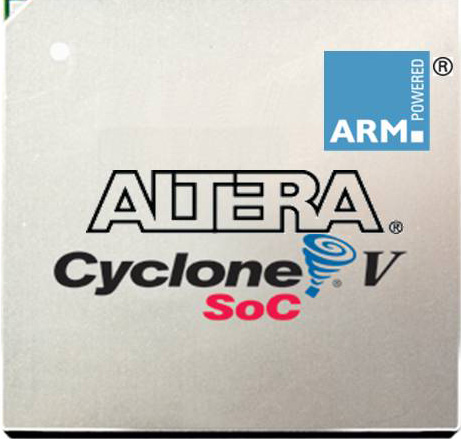 ARM POWERED ®
ALTERA ®
Cyclone ® V
SoC